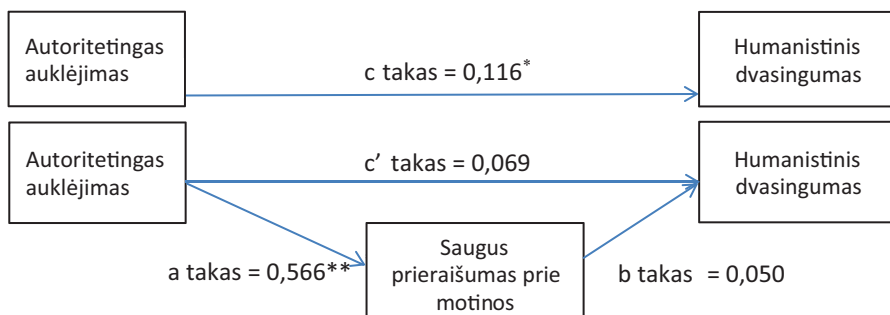 Autoritetingas
auklėjimas
c takas = 0,116*
Humanistinis
dvasingumas
Autoritetingas
auklėjimas
c’ takas = 0,069
Humanistinis
dvasingumas
a takas = 0,566**
Saugus
prieraišumas prie
motinos
b takas = 0,050